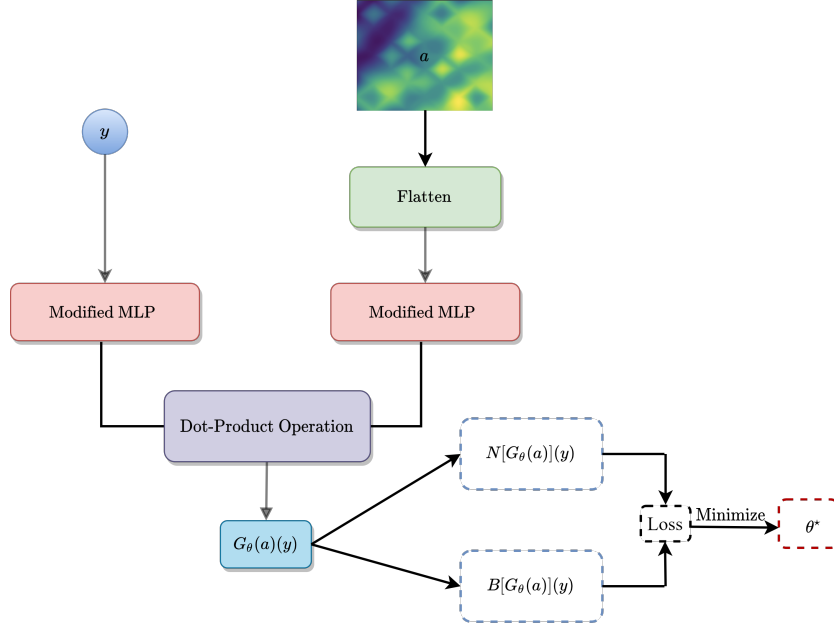 a
y
Flatten
Modified MLP
Modified MLP
Dot-Product Operation
N[G_θ(a)](y)
Loss
Minimize
θ*
G_θ(a)(y)
B[G_θ(a)](y)